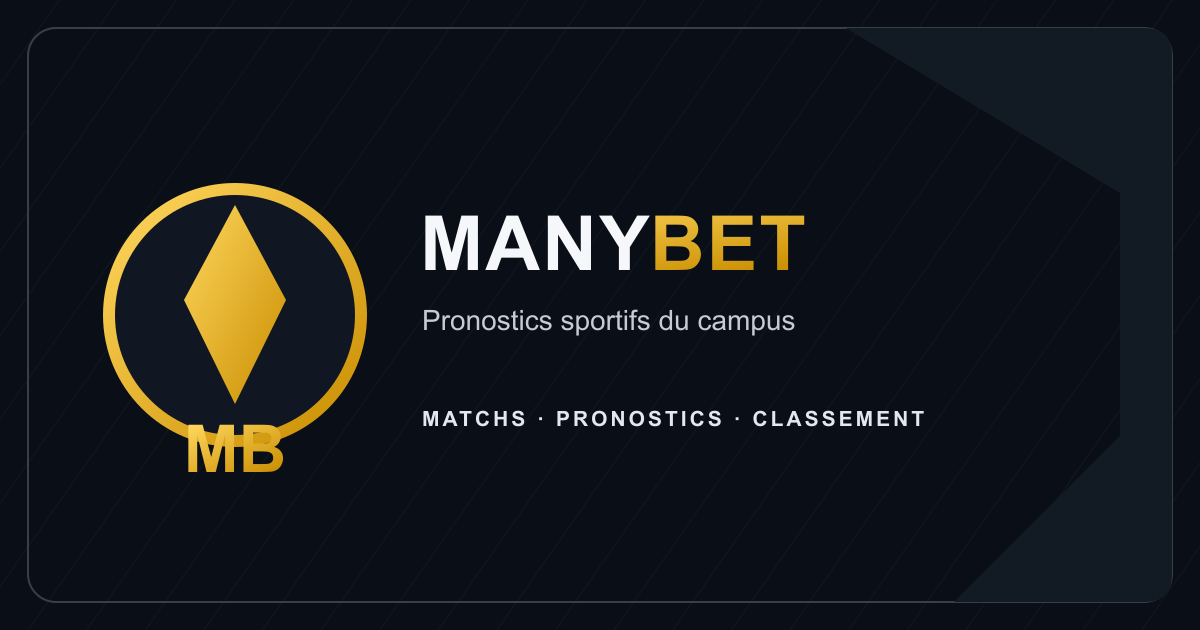 MB
MANYBET
Pronostics sportifs du campus
MATCHS · PRONOSTICS · CLASSEMENT